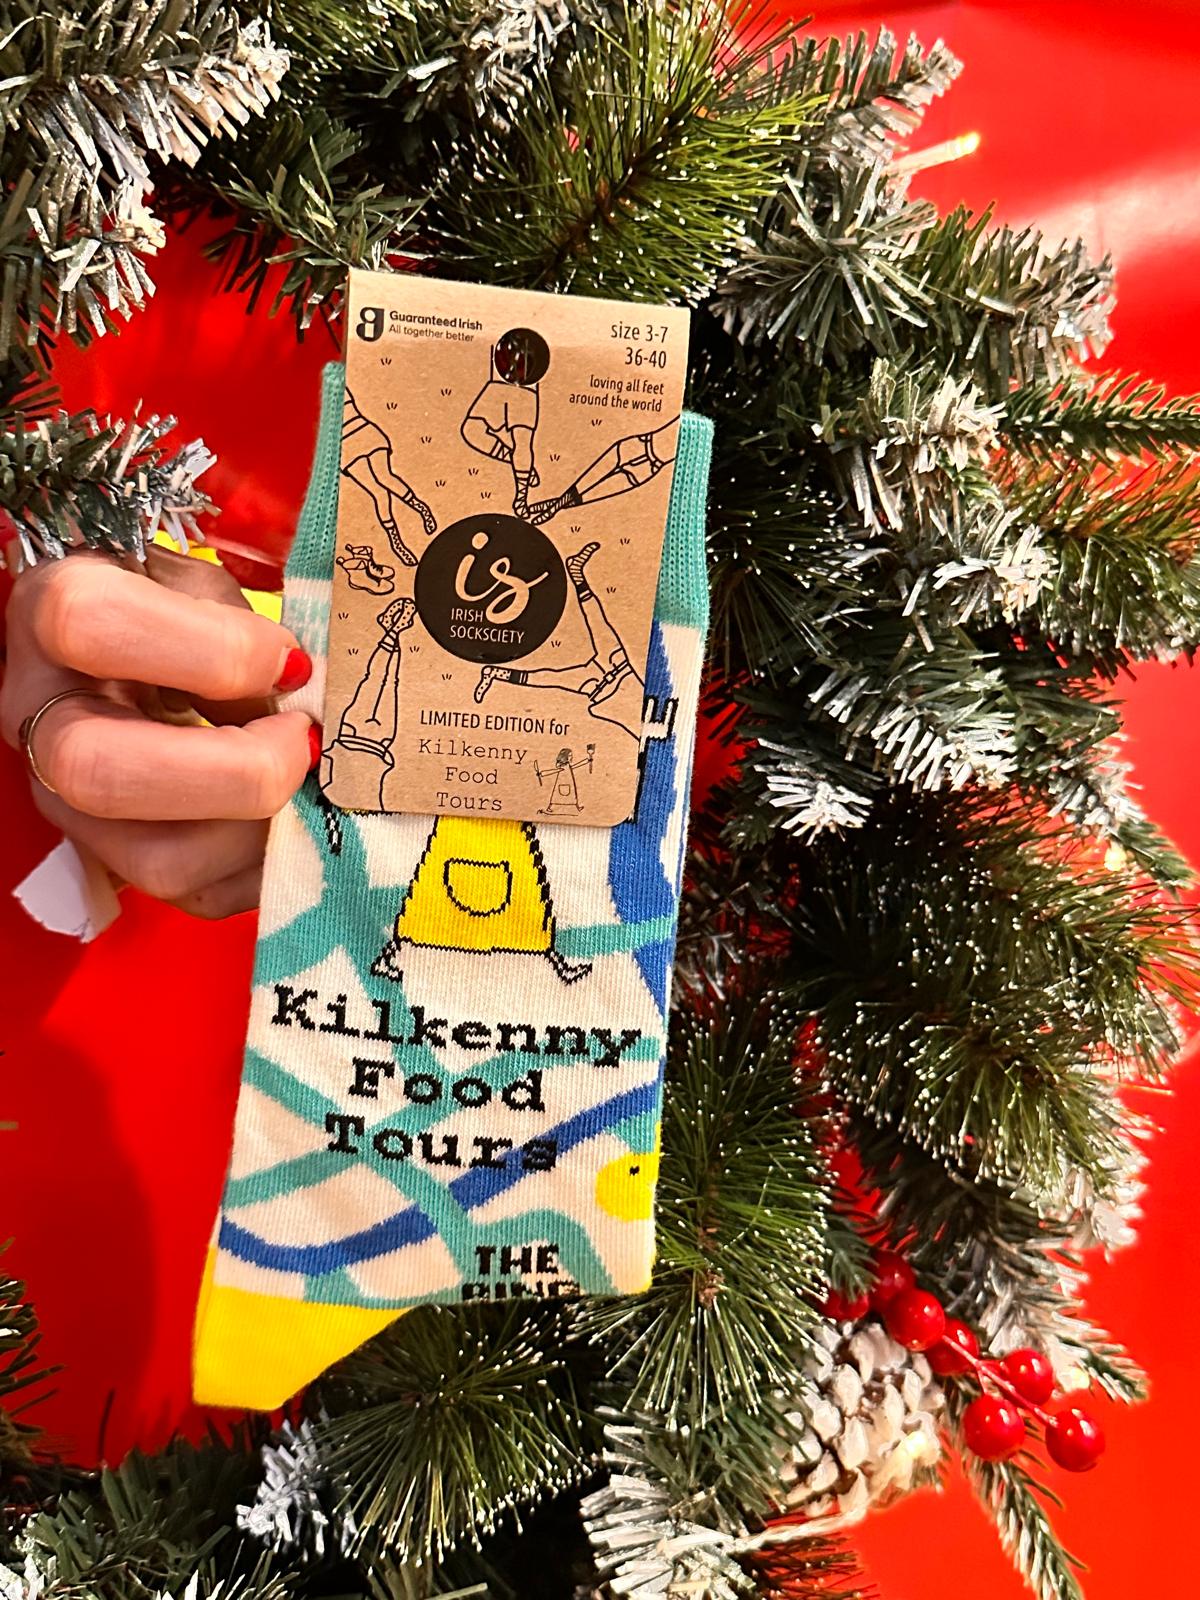 Guaranteed Irish
All together better
size 3-7
36-40
loving all feet
around the world
is
IRISH
SOCKSCIETY
LIMITED EDITION for
Kilkenny
Food
Tours
Kilkenny
Food
Tours
THE
RING